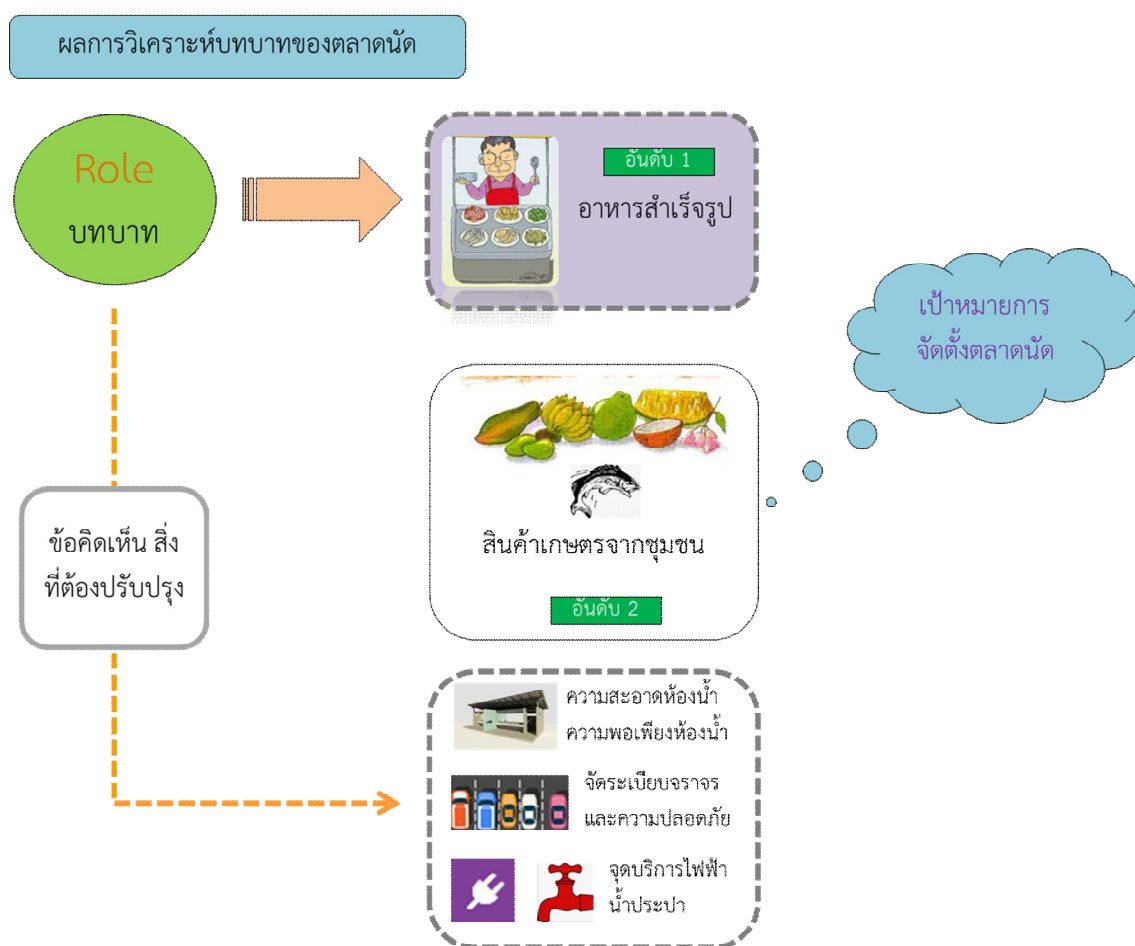 ผลการวิเคราะห์บทบาทของตลาดนัด
Role
บทบาท
อันดับ 1
อาหารสำเร็จรูป
เป้าหมายการ
จัดตั้งตลาดนัด
สินค้าเกษตรจากชุมชน
อันดับ 2
ข้อคิดเห็น สิ่ง
ที่ต้องปรับปรุง
ความสะอาดห้องน้ำ
ความพอเพียงห้องน้ำ
จัดระเบียบจราจร
และความปลอดภัย
จุดบริการไฟฟ้า
น้ำประปา